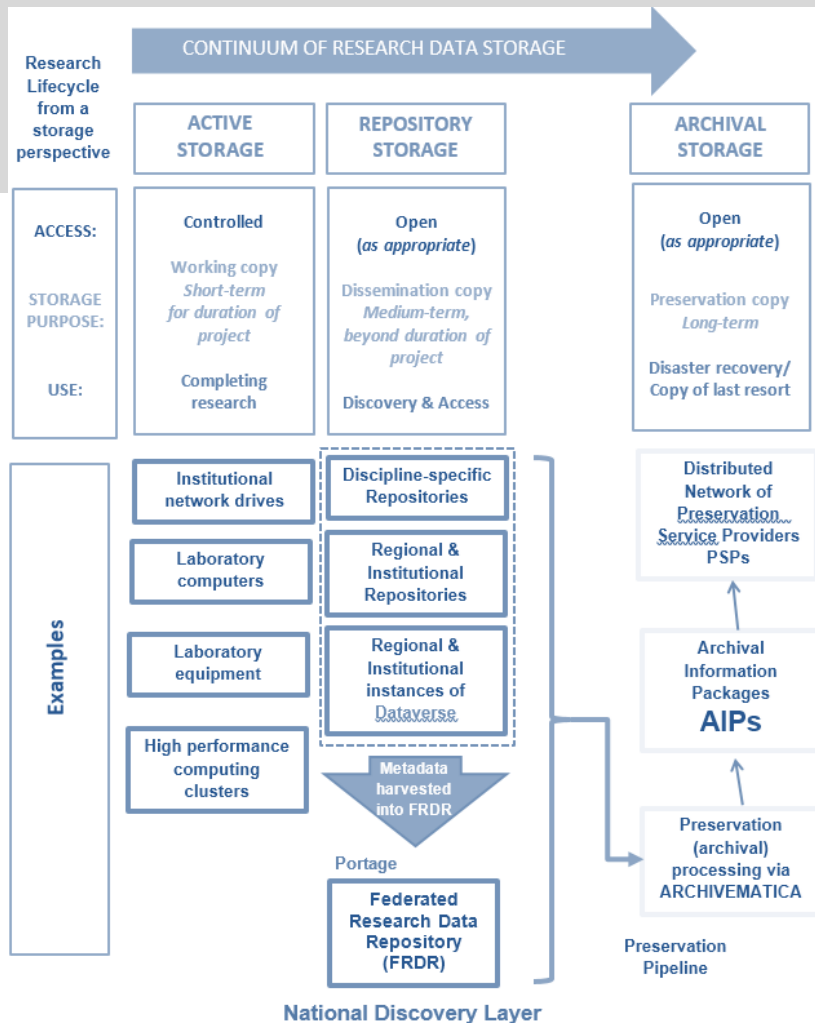 CONTINUUM OF RESEARCH DATA STORAGE
Research
Lifecycle
from a
storage
perspective
ACTIVE
STORAGE
REPOSITORY
STORAGE
ARCHIVAL
STORAGE
ACCESS:
STORAGE
PURPOSE:
USE:
Controlled
Working copy
Short-term
for duration of
project
Completing
research
Open
(as appropriate)
Dissemination copy
Medium-term,
beyond duration of
project
Discovery & Access
Open
(as appropriate)
Preservation copy
Long-term
Disaster recovery/
Copy of last resort
Examples
Institutional
network drives
Laboratory
computers
Laboratory
equipment
High performance
computing
clusters
Discipline-specific
Repositories
Regional &
Institutional
Repositories
Regional &
Institutional
instances of
Dataverse
Metadata
harvested
into FRDR
Portage
Federated
Research Data
Repository
(FRDR)
National Discovery Layer
Distributed
Network of
Preservation
Service Providers
PSPs
Archival
Information
Packages
AIPs
Preservation
(archival)
processing via
ARCHIVEMATICA
Preservation
Pipeline